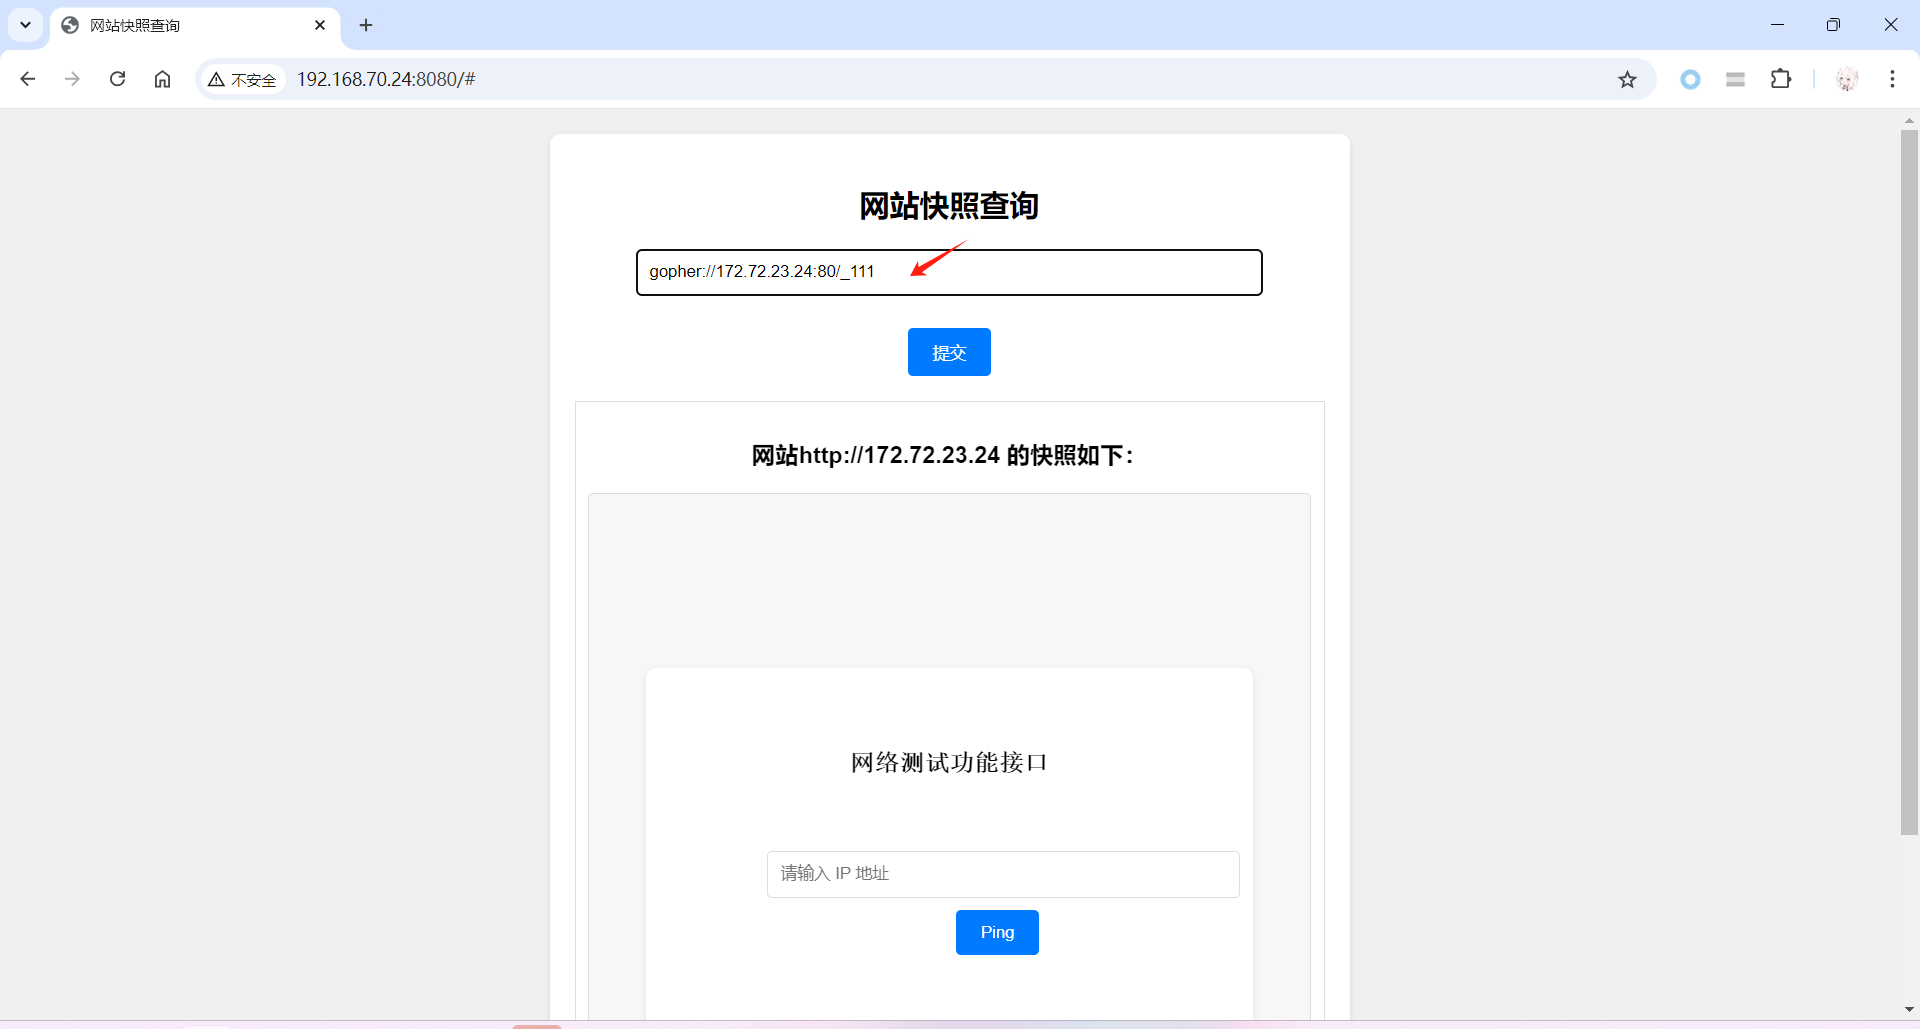 网站快照查询
不安全
192.168.70.24:8080/#
网站快照查询
gopher://172.72.23.24:80/_111
提交
网站http://172.72.23.24 的快照如下：
网络测试功能接口
请输入 IP 地址
Ping